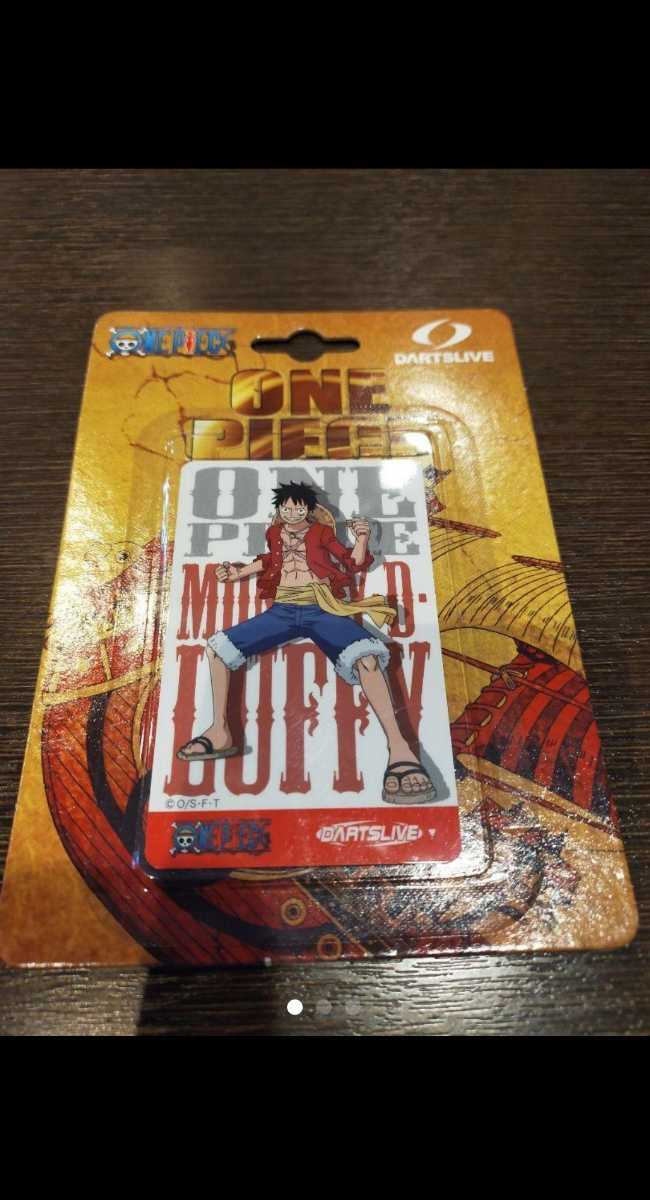 ONE PIECE
DARTSLIVE
ONE
PIECE
ONE
PIECE
MONKEY·D·
LUFFY
©O/S·F·T
ONE PIECE
DARTSLIVE